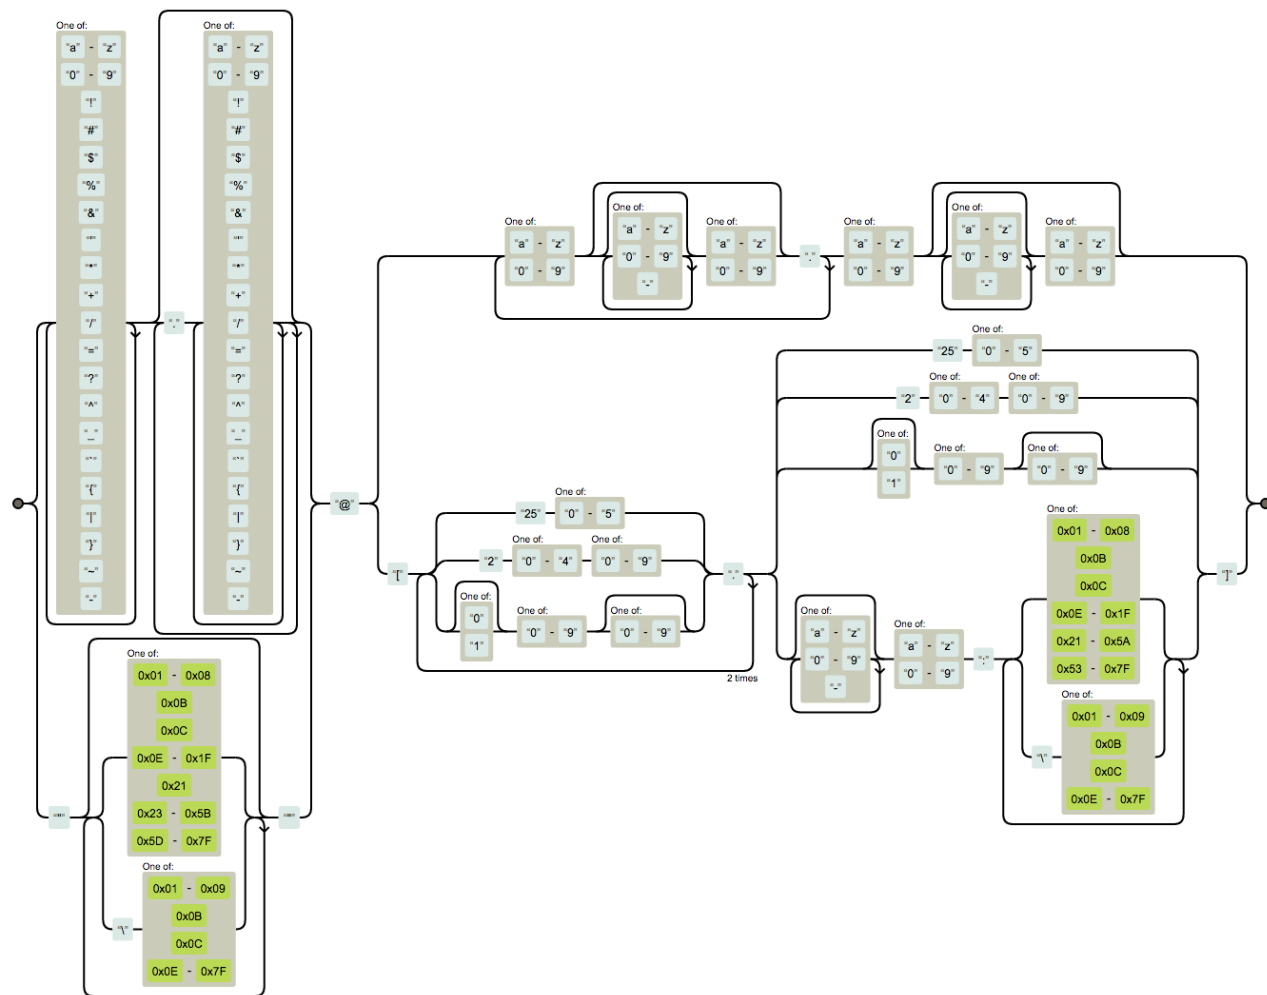 One of:
“a” - “z”
“0” - “9”
“!”
“#”
“$”
“%”
“&”
“'”
“*”
“+”
“/”
“=”
“?”
“^”
“_”
“`”
“{”
“|”
“}”
“~”
“-”
“.”
One of:
“a” - “z”
“0” - “9”
“!”
“#”
“$”
“%”
“&”
“'”
“*”
“+”
“/”
“=”
“?”
“^”
“_”
“`”
“{”
“|”
“}”
“~”
“-”
“"”
One of:
0x01 - 0x08
0x0B
0x0C
0x0E - 0x1F
0x21
0x23 - 0x5B
0x5D - 0x7F
“\”
One of:
0x01 - 0x09
0x0B
0x0C
0x0E - 0x7F
“"”
“@”
One of:
“a” - “z”
“0” - “9”
One of:
“a” - “z”
“0” - “9”
“-”
One of:
“a” - “z”
“0” - “9”
“.”
One of:
“a” - “z”
“0” - “9”
One of:
“a” - “z”
“0” - “9”
“-”
One of:
“a” - “z”
“0” - “9”
“[”
“25”
One of:
“0” - “5”
“2”
One of:
“0” - “4”
One of:
“0” - “9”
One of:
“0”
“1”
One of:
“0” - “9”
One of:
“0” - “9”
“.”
2 times
“25”
One of:
“0” - “5”
“2”
One of:
“0” - “4”
One of:
“0” - “9”
One of:
“0”
“1”
One of:
“0” - “9”
One of:
“0” - “9”
One of:
“a” - “z”
“0” - “9”
“-”
One of:
“a” - “z”
“0” - “9”
“:”
One of:
0x01 - 0x08
0x0B
0x0C
0x0E - 0x1F
0x21 - 0x5A
0x53 - 0x7F
“\”
One of:
0x01 - 0x09
0x0B
0x0C
0x0E - 0x7F
“]”